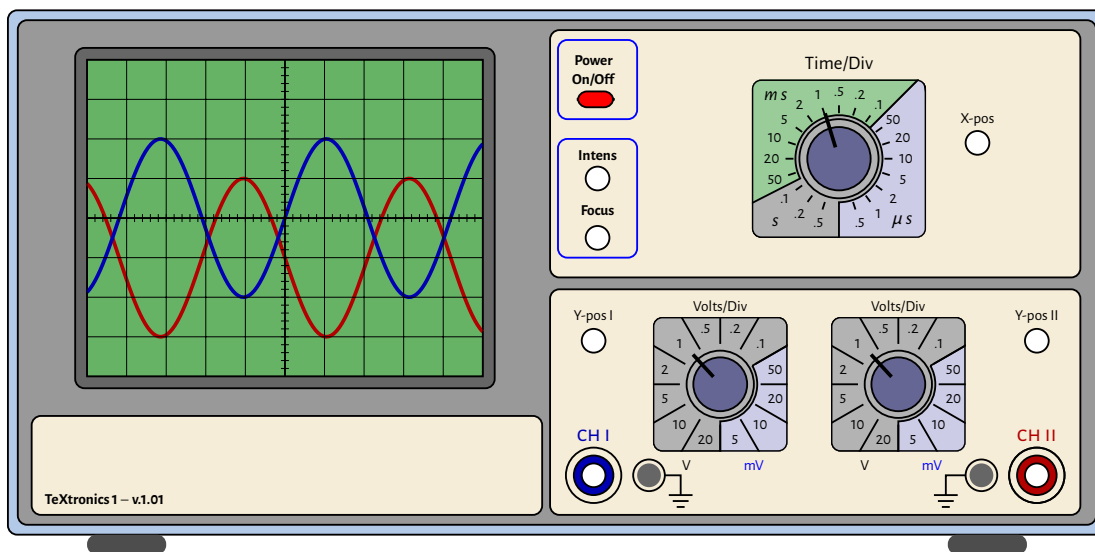 Power
On/Off
Intens
Focus
Time/Div
m s
1
.5
.2
.1
2
5
10
20
50
50
20
10
5
2
1
.5
μ s
.1
.2
.5
s
X-pos
Y-pos I
Volts/Div
.5
.2
.1
1
2
5
10
20
50
20
10
5
V
mV
Volts/Div
.5
.2
.1
1
2
5
10
20
50
20
10
5
V
mV
Y-pos II
CH I
CH II
TeXtronics 1 – v.1.01